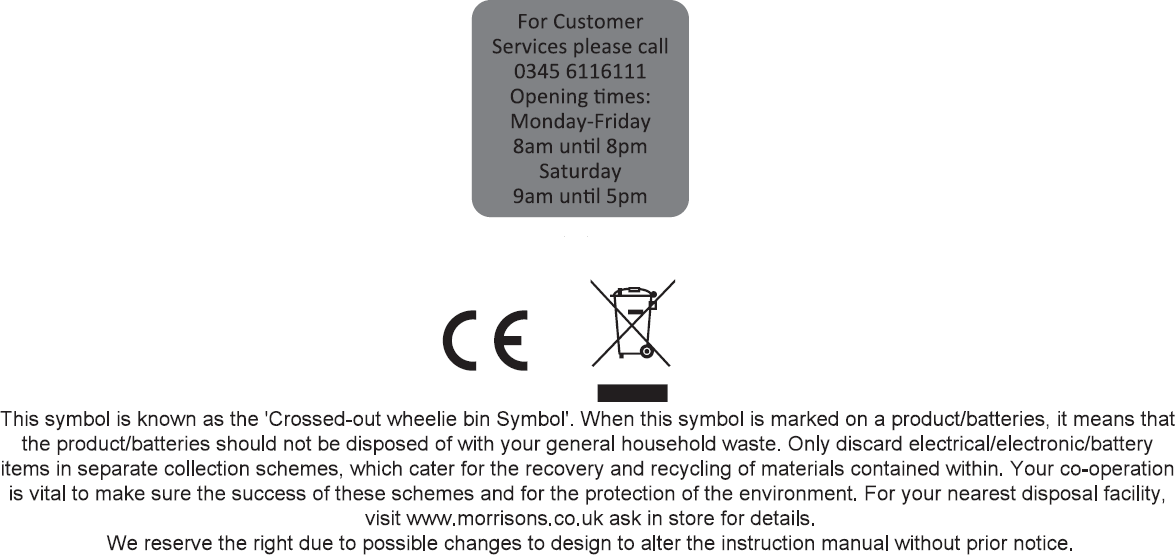 For Customer
Services please call
0345 6116111
Opening times:
Monday-Friday
8am until 8pm
Saturday
9am until 5pm
CE
This symbol is known as the 'Crossed-out wheelie bin Symbol'. When this symbol is marked on a product/batteries, it means that
the product/batteries should not be disposed of with your general household waste. Only discard electrical/electronic/battery
items in separate collection schemes, which cater for the recovery and recycling of materials contained within. Your co-operation
is vital to make sure the success of these schemes and for the protection of the environment. For your nearest disposal facility,
visit www.morrisons.co.uk ask in store for details.
We reserve the right due to possible changes to design to alter the instruction manual without prior notice.